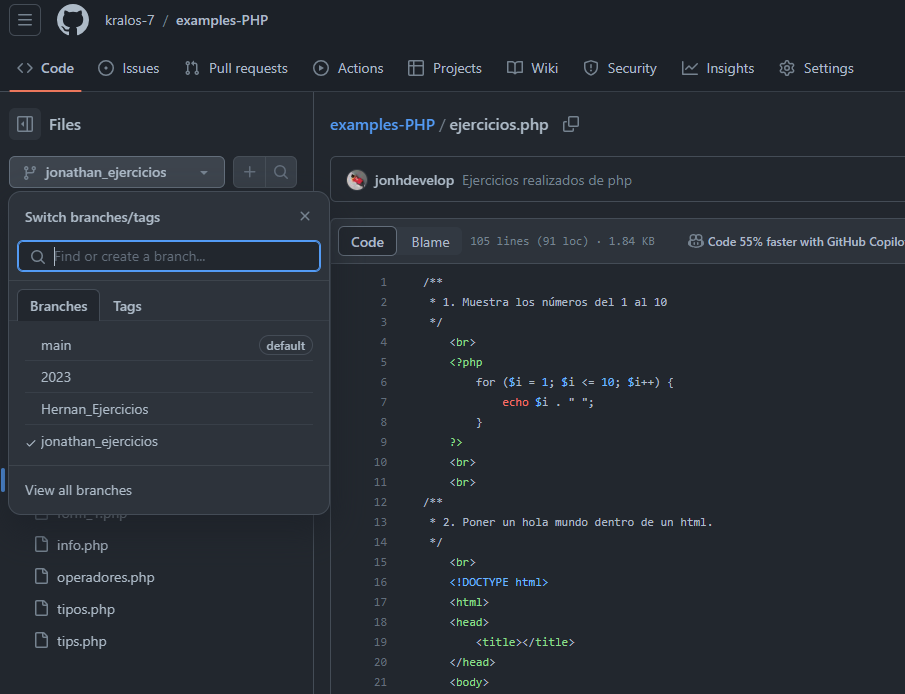 kralos-7 / examples-PHP
Code Issues Pull requests Actions Projects Wiki Security Insights Settings
Files
jonathan_ejercicios
Switch branches/tags
Find or create a branch...
Branches Tags
main default
2023
Hernan_Ejercicios
jonathan_ejercicios
View all branches
form_1.php
info.php
operadores.php
tipos.php
tips.php
examples-PHP / ejercicios.php
jonhdevelop Ejercicios realizados de php
Code Blame 105 lines (91 loc) · 1.84 KB Code 55% faster with GitHub Copilo
1 /**
2 * 1. Muestra los números del 1 al 10
3 */
4 <br>
5 <?php
6 for ($i = 1; $i <= 10; $i++) {
7 echo $i . " ";
8 }
9 ?>
10 <br>
11 <br>
12 /**
13 * 2. Poner un hola mundo dentro de un html.
14 */
15 <br>
16 <!DOCTYPE html>
17 <html>
18 <head>
19 <title></title>
20 </head>
21 <body>